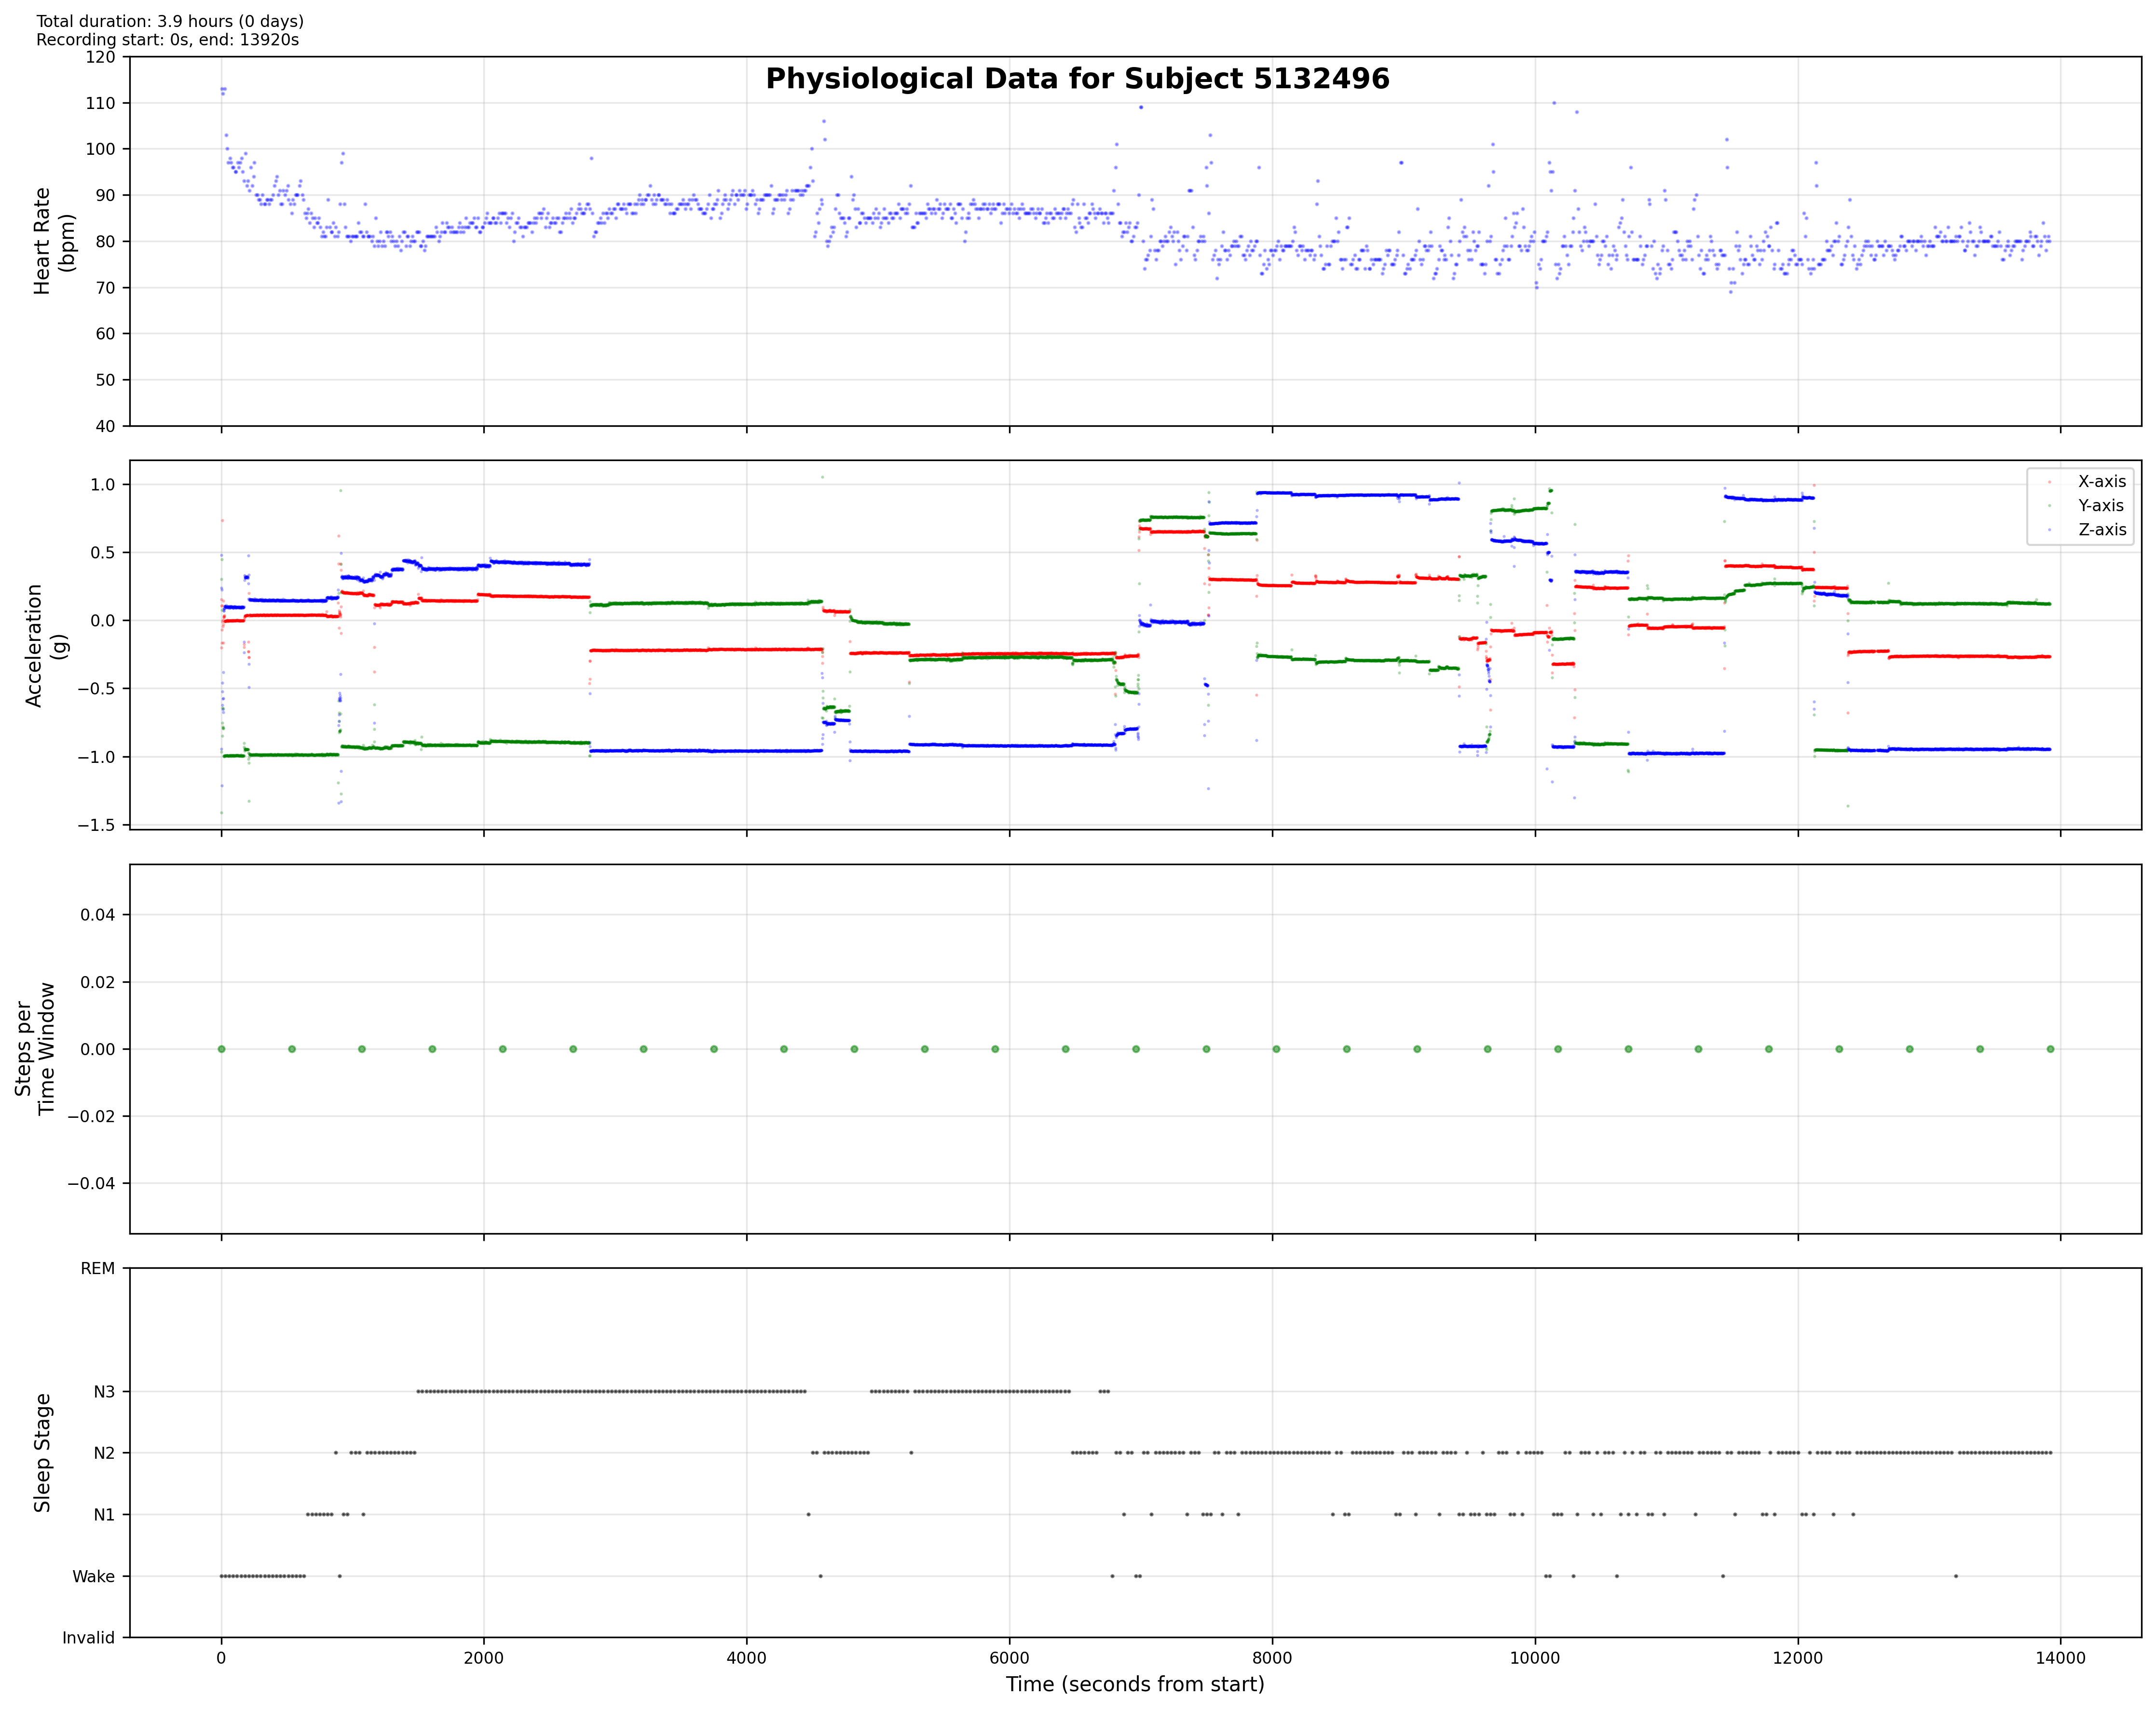 Total duration: 3.9 hours (0 days)
Recording start: 0s, end: 13920s
Physiological Data for Subject 5132496
120
110
100
90
80
70
60
50
40
Heart Rate
(bpm)
1.0
0.5
0.0
−0.5
−1.0
−1.5
Acceleration
(g)
X-axis
Y-axis
Z-axis
0.04
0.02
0.00
−0.02
−0.04
Steps per
Time Window
REM
N3
N2
N1
Wake
Invalid
Sleep Stage
0
2000
4000
6000
8000
10000
12000
14000
Time (seconds from start)